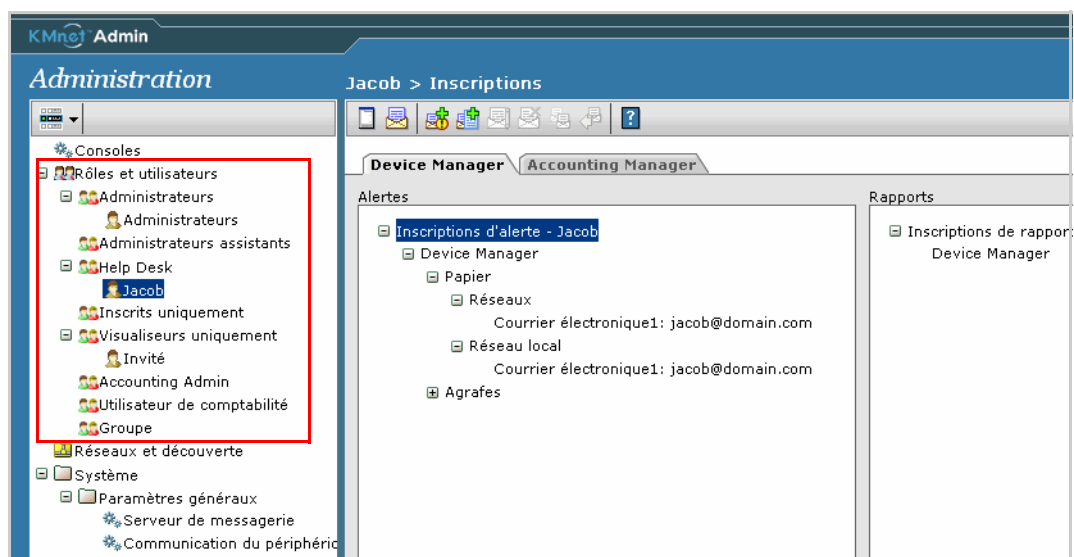 KMnet Admin
Administration
Jacob > Inscriptions
Consoles
Rôles et utilisateurs
Administrateurs
Administrateurs
Administrateurs assistants
Help Desk
Jacob
Inscrits uniquement
Visualiseurs uniquement
Invité
Accounting Admin
Utilisateur de comptabilité
Groupe
Réseaux et découverte
Système
Paramètres généraux
Serveur de messagerie
Communication du périphéric
Device Manager
Accounting Manager
Alertes
Inscriptions d'alerte - Jacob
Device Manager
Papier
Réseaux
Courrier électronique1: jacob@domain.com
Réseau local
Courrier électronique1: jacob@domain.com
Agrafes
Rapports
Inscriptions de rappor
Device Manager